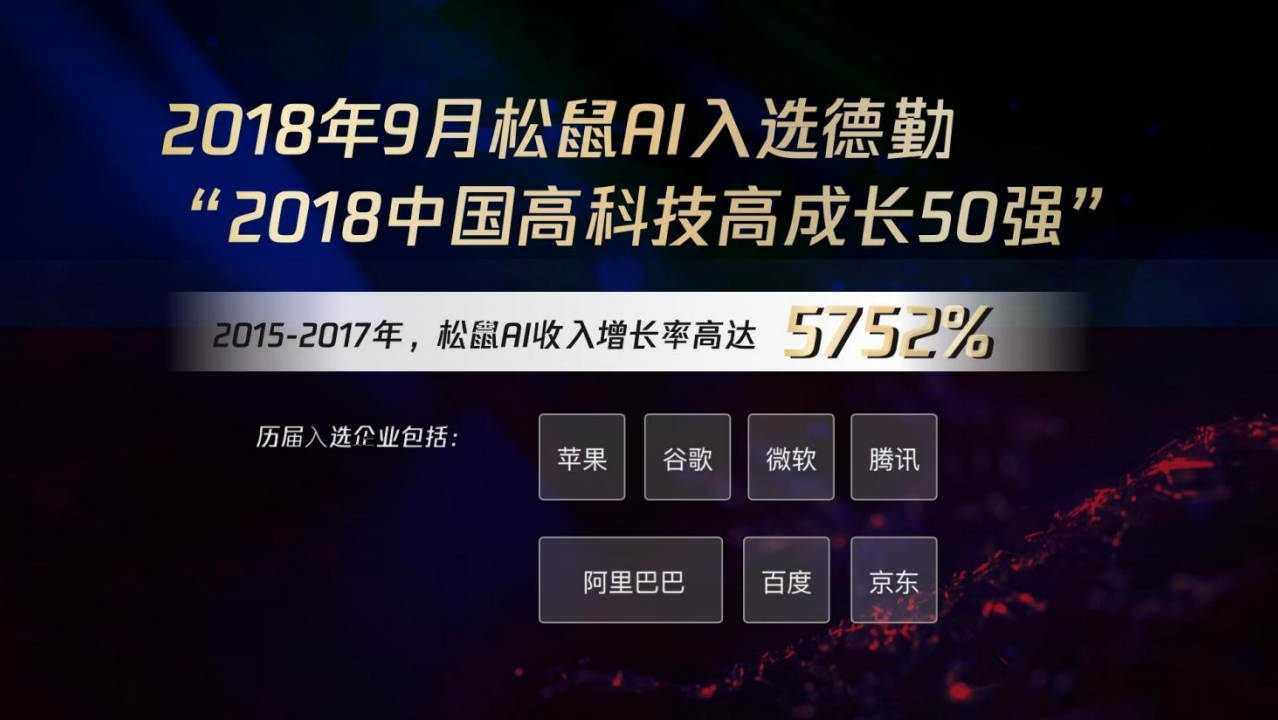 2018年9月松鼠AI入选德勤
“2018中国高科技高成长50强”
2015-2017年，松鼠AI收入增长率高达 5752%
历届入选企业包括：
苹果 谷歌 微软 腾讯
阿里巴巴 百度 京东